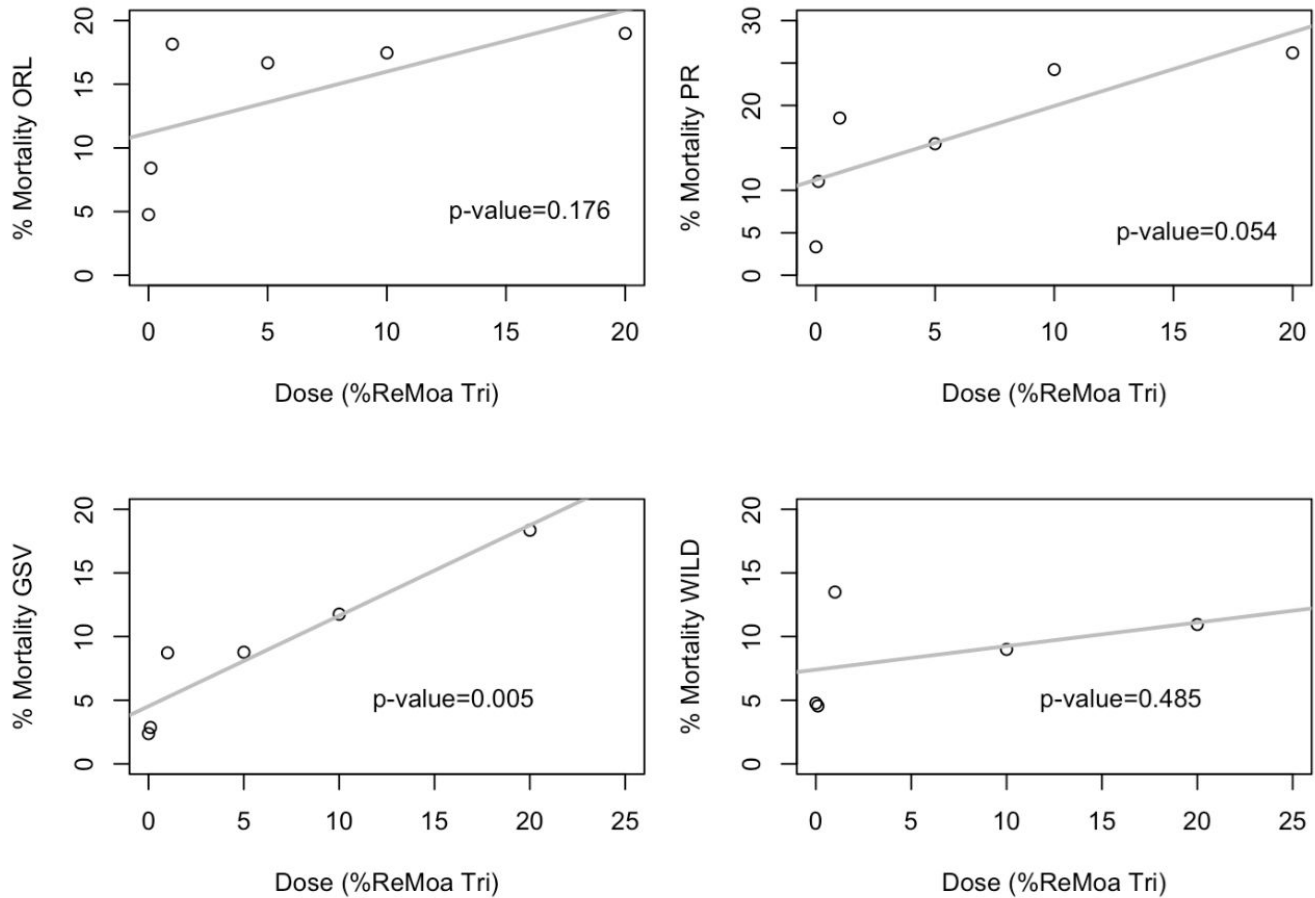 % Mortality ORL
20
15
10
5
0
p-value=0.176
0 5 10 15 20
Dose (%ReMoa Tri)
% Mortality PR
30
20
10
5
0
p-value=0.054
0 5 10 15 20
Dose (%ReMoa Tri)
% Mortality GSV
20
15
10
5
0
p-value=0.005
0 5 10 15 20 25
Dose (%ReMoa Tri)
% Mortality WILD
20
15
10
5
0
p-value=0.485
0 5 10 15 20 25
Dose (%ReMoa Tri)